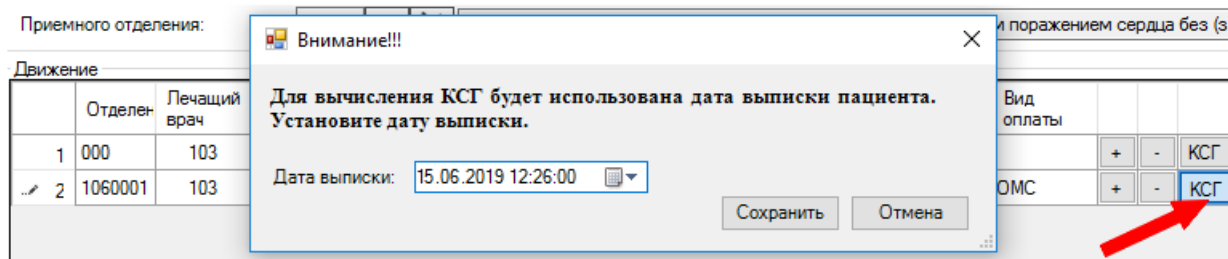 Приемного отделения:
поражением сердца без (з
Внимание!!!
Движение
Отделен Лечащий врач Вид оплаты
Для вычисления КСГ будет использована дата выписки пациента.
Установите дату выписки.
1 000 103 + - КСГ
Дата выписки: 15.06.2019 12:26:00
2 1060001 103 ОМС + - КСГ
Сохранить Отмена